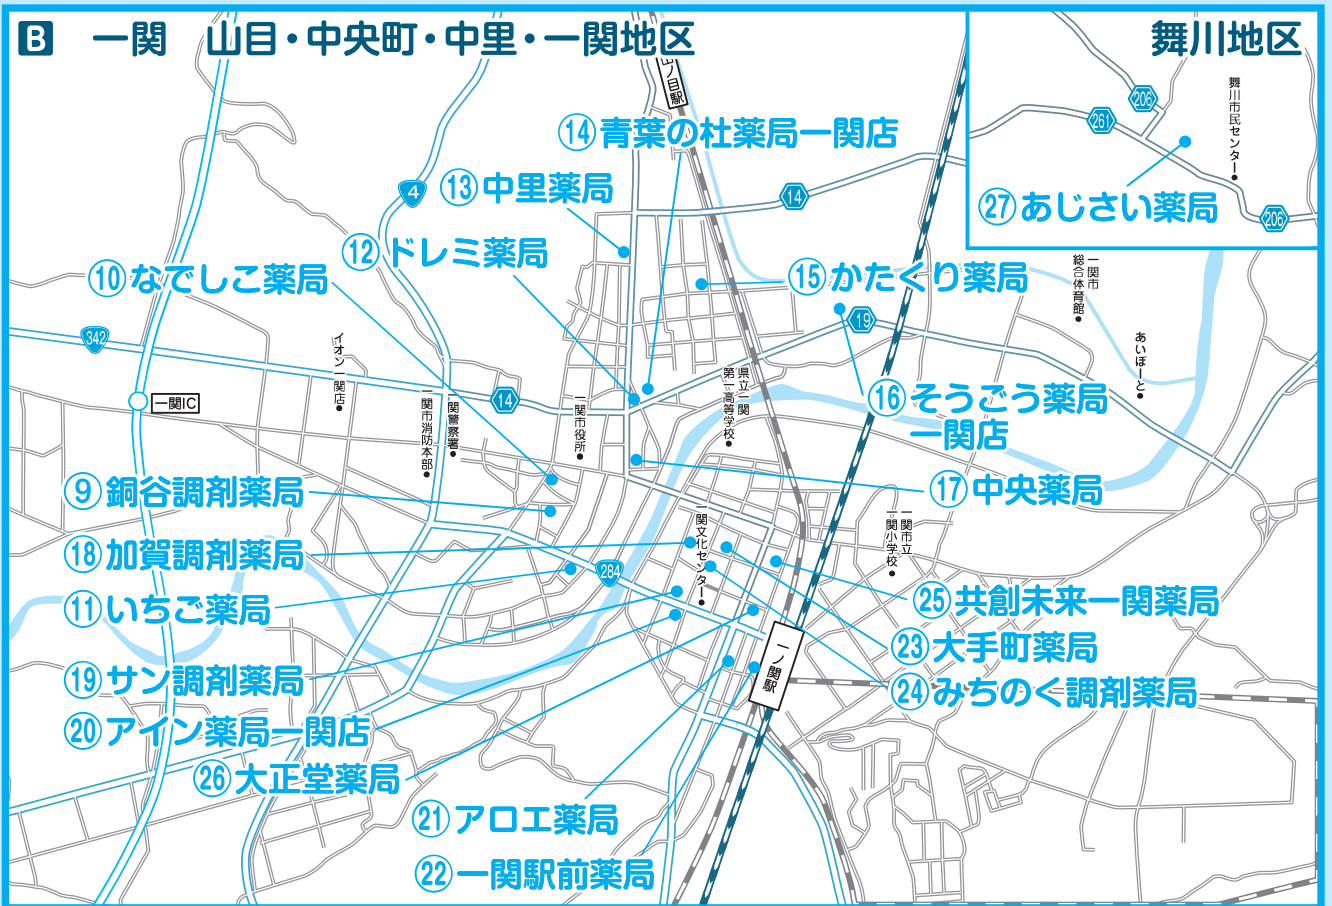 B 一関 山目・中央町・中里・一関地区
舞川地区
山ノ目駅
⑭青葉の杜薬局一関店
⑬中里薬局
⑫ドレミ薬局
⑩なでしこ薬局
⑮かたくり薬局
⑯そうごう薬局
一関店
⑰中央薬局
㉗あじさい薬局
舞川市民センター
206
261
206
4
14
19
342
14
284
一関市
総合体育館
あいぽーと
イオン一関店
一関IC
一関市消防本部
一関警察署
一関市役所
県立一関
第一高等学校
一関文化センター
一関市立
一関小学校
一ノ関駅
⑨銅谷調剤薬局
⑱加賀調剤薬局
⑪いちご薬局
⑲サン調剤薬局
⑳アイン薬局一関店
㉖大正堂薬局
㉑アロエ薬局
㉒一関駅前薬局
㉕共創未来一関薬局
㉓大手町薬局
㉔みちのく調剤薬局